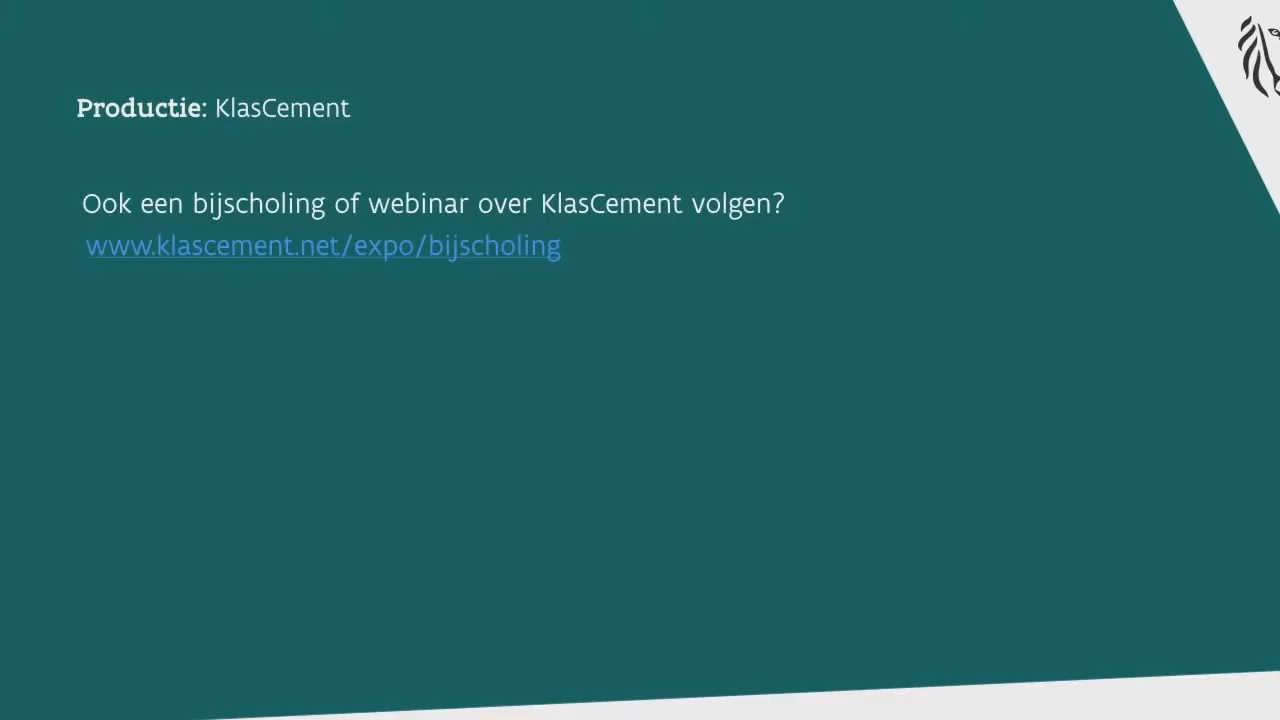 Productie: KlasCement
Ook een bijscholing of webinar over KlasCement volgen?
www.klascement.net/expo/bijscholing